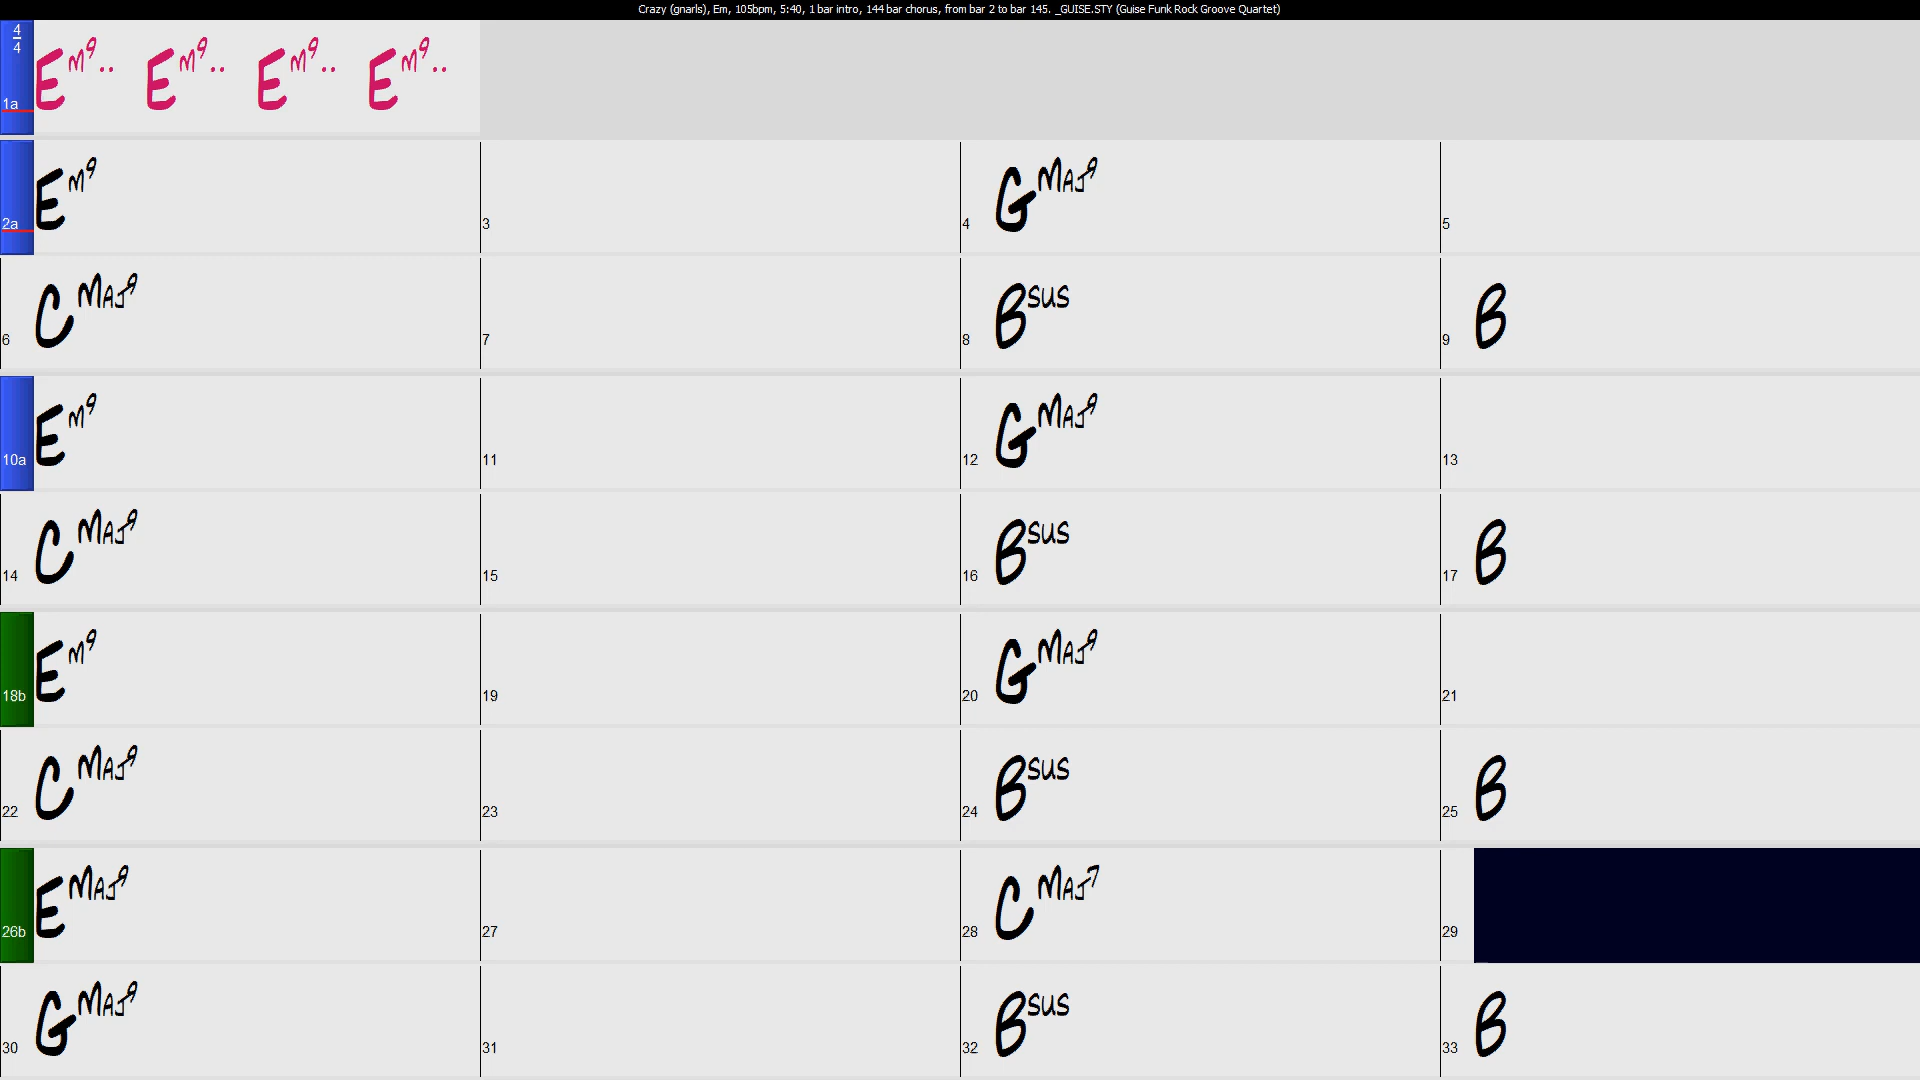 Crazy (gnarls), Em, 105bpm, 5:40, 1 bar intro, 144 bar chorus, from bar 2 to bar 145. _GUISE.STY (Guise Funk Rock Groove Quartet)
4
4
1a Em9.. Em9.. Em9.. Em9..
2a Em9 3 4 GMAJ9 5
6 CMAJ9 7 8 Bsus 9 B
10a Em9 11 12 GMAJ9 13
14 CMAJ9 15 16 Bsus 17 B
18b Em9 19 20 GMAJ9 21
22 CMAJ9 23 24 Bsus 25 B
26b EMAJ9 27 28 CMAJ7 29
30 GMAJ9 31 32 Bsus 33 B